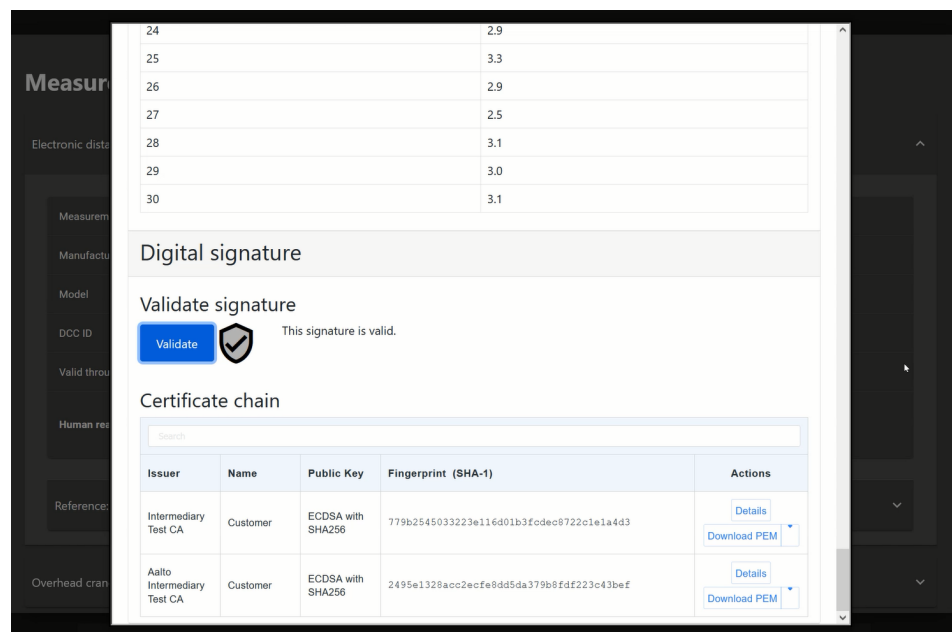 24 2.9
25 3.3
26 2.9
27 2.5
28 3.1
29 3.0
30 3.1
Measur
Electronic dista
Measurem
Manufactu
Model
DCC ID
Valid throu
Human rea
Reference:
Overhead cran
Digital signature
Validate signature
Validate
This signature is valid.
Certificate chain
Search
Issuer Name Public Key Fingerprint (SHA-1) Actions
Intermediary Test CA Customer ECDSA with SHA256 779b2545033223e116d01b3fcdec8722c1e1a4d3 Details
Download PEM
Aalto Intermediary Test CA Customer ECDSA with SHA256 2495e1328acc2ecfe8dd5da379b8fdf223c43bef Details
Download PEM